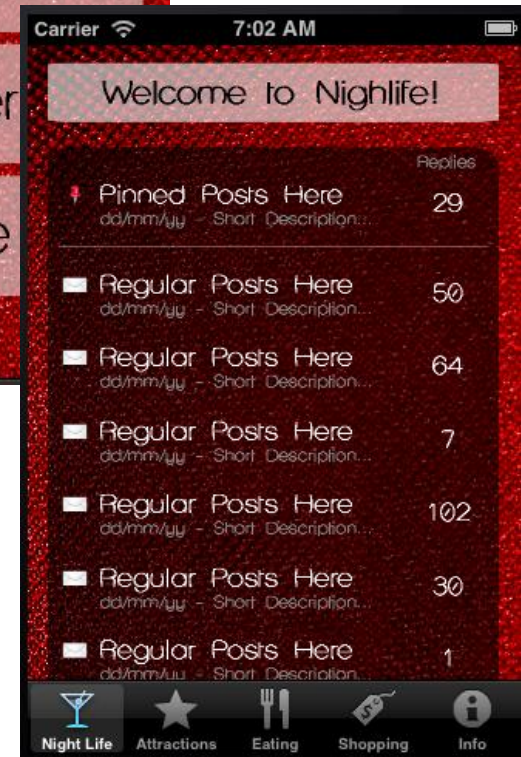 er
e
Carrier 7:02 AM
Welcome to Nighlife!
Replies
Pinned Posts Here 29
dd/mm/yy - Short Description...
Regular Posts Here 50
dd/mm/yy - Short Description...
Regular Posts Here 64
dd/mm/yy - Short Description...
Regular Posts Here 7
dd/mm/yy - Short Description...
Regular Posts Here 102
dd/mm/yy - Short Description...
Regular Posts Here 30
dd/mm/yy - Short Description...
Regular Posts Here 1
dd/mm/yy - Short Description...
Night Life Attractions Eating Shopping Info